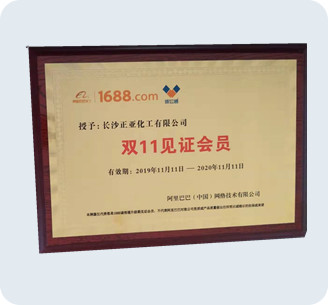 1688.com
授予:长沙正亚化工有限公司
双11见证会员
有效期:2019年11月11日 — 2020年11月11日
阿里巴巴(中国)网络技术有限公司